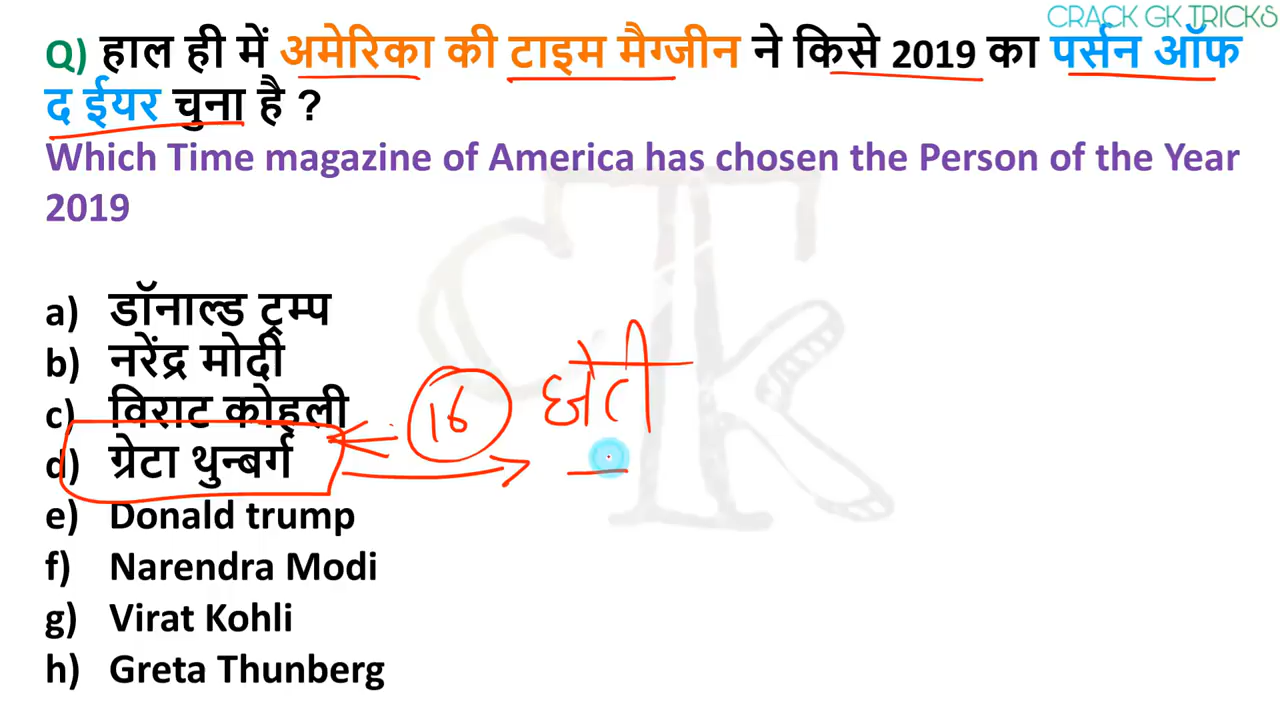 CRACK GK TRICKS
Q) हाल ही में अमेरिका की टाइम मैग्जीन ने किसे 2019 का पर्सन ऑफ
द ईयर चुना है ?
Which Time magazine of America has chosen the Person of the Year
2019
a) डॉनाल्ड ट्रम्प
b) नरेंद्र मोदी
c) विराट कोहली
16
d) ग्रेटा थुन्बर्ग
e) Donald trump
f) Narendra Modi
g) Virat Kohli
h) Greta Thunberg